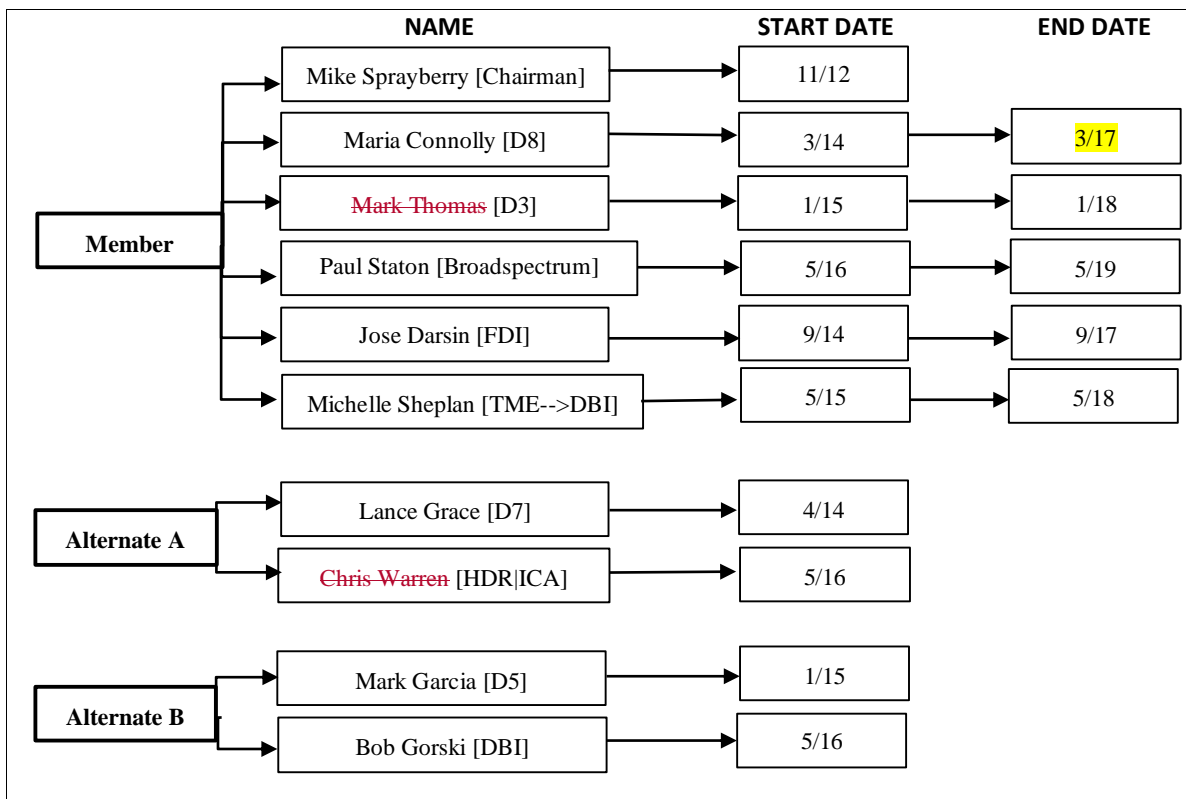 NAME START DATE END DATE
Mike Sprayberry [Chairman] 11/12
Maria Connolly [D8] 3/14 3/17
Mark Thomas [D3] 1/15 1/18
Member
Paul Staton [Broadspectrum] 5/16 5/19
Jose Darsin [FDI] 9/14 9/17
Michelle Sheplan [TME-->DBI] 5/15 5/18
Lance Grace [D7] 4/14
Alternate A
Chris Warren [HDR|ICA] 5/16
Mark Garcia [D5] 1/15
Alternate B
Bob Gorski [DBI] 5/16